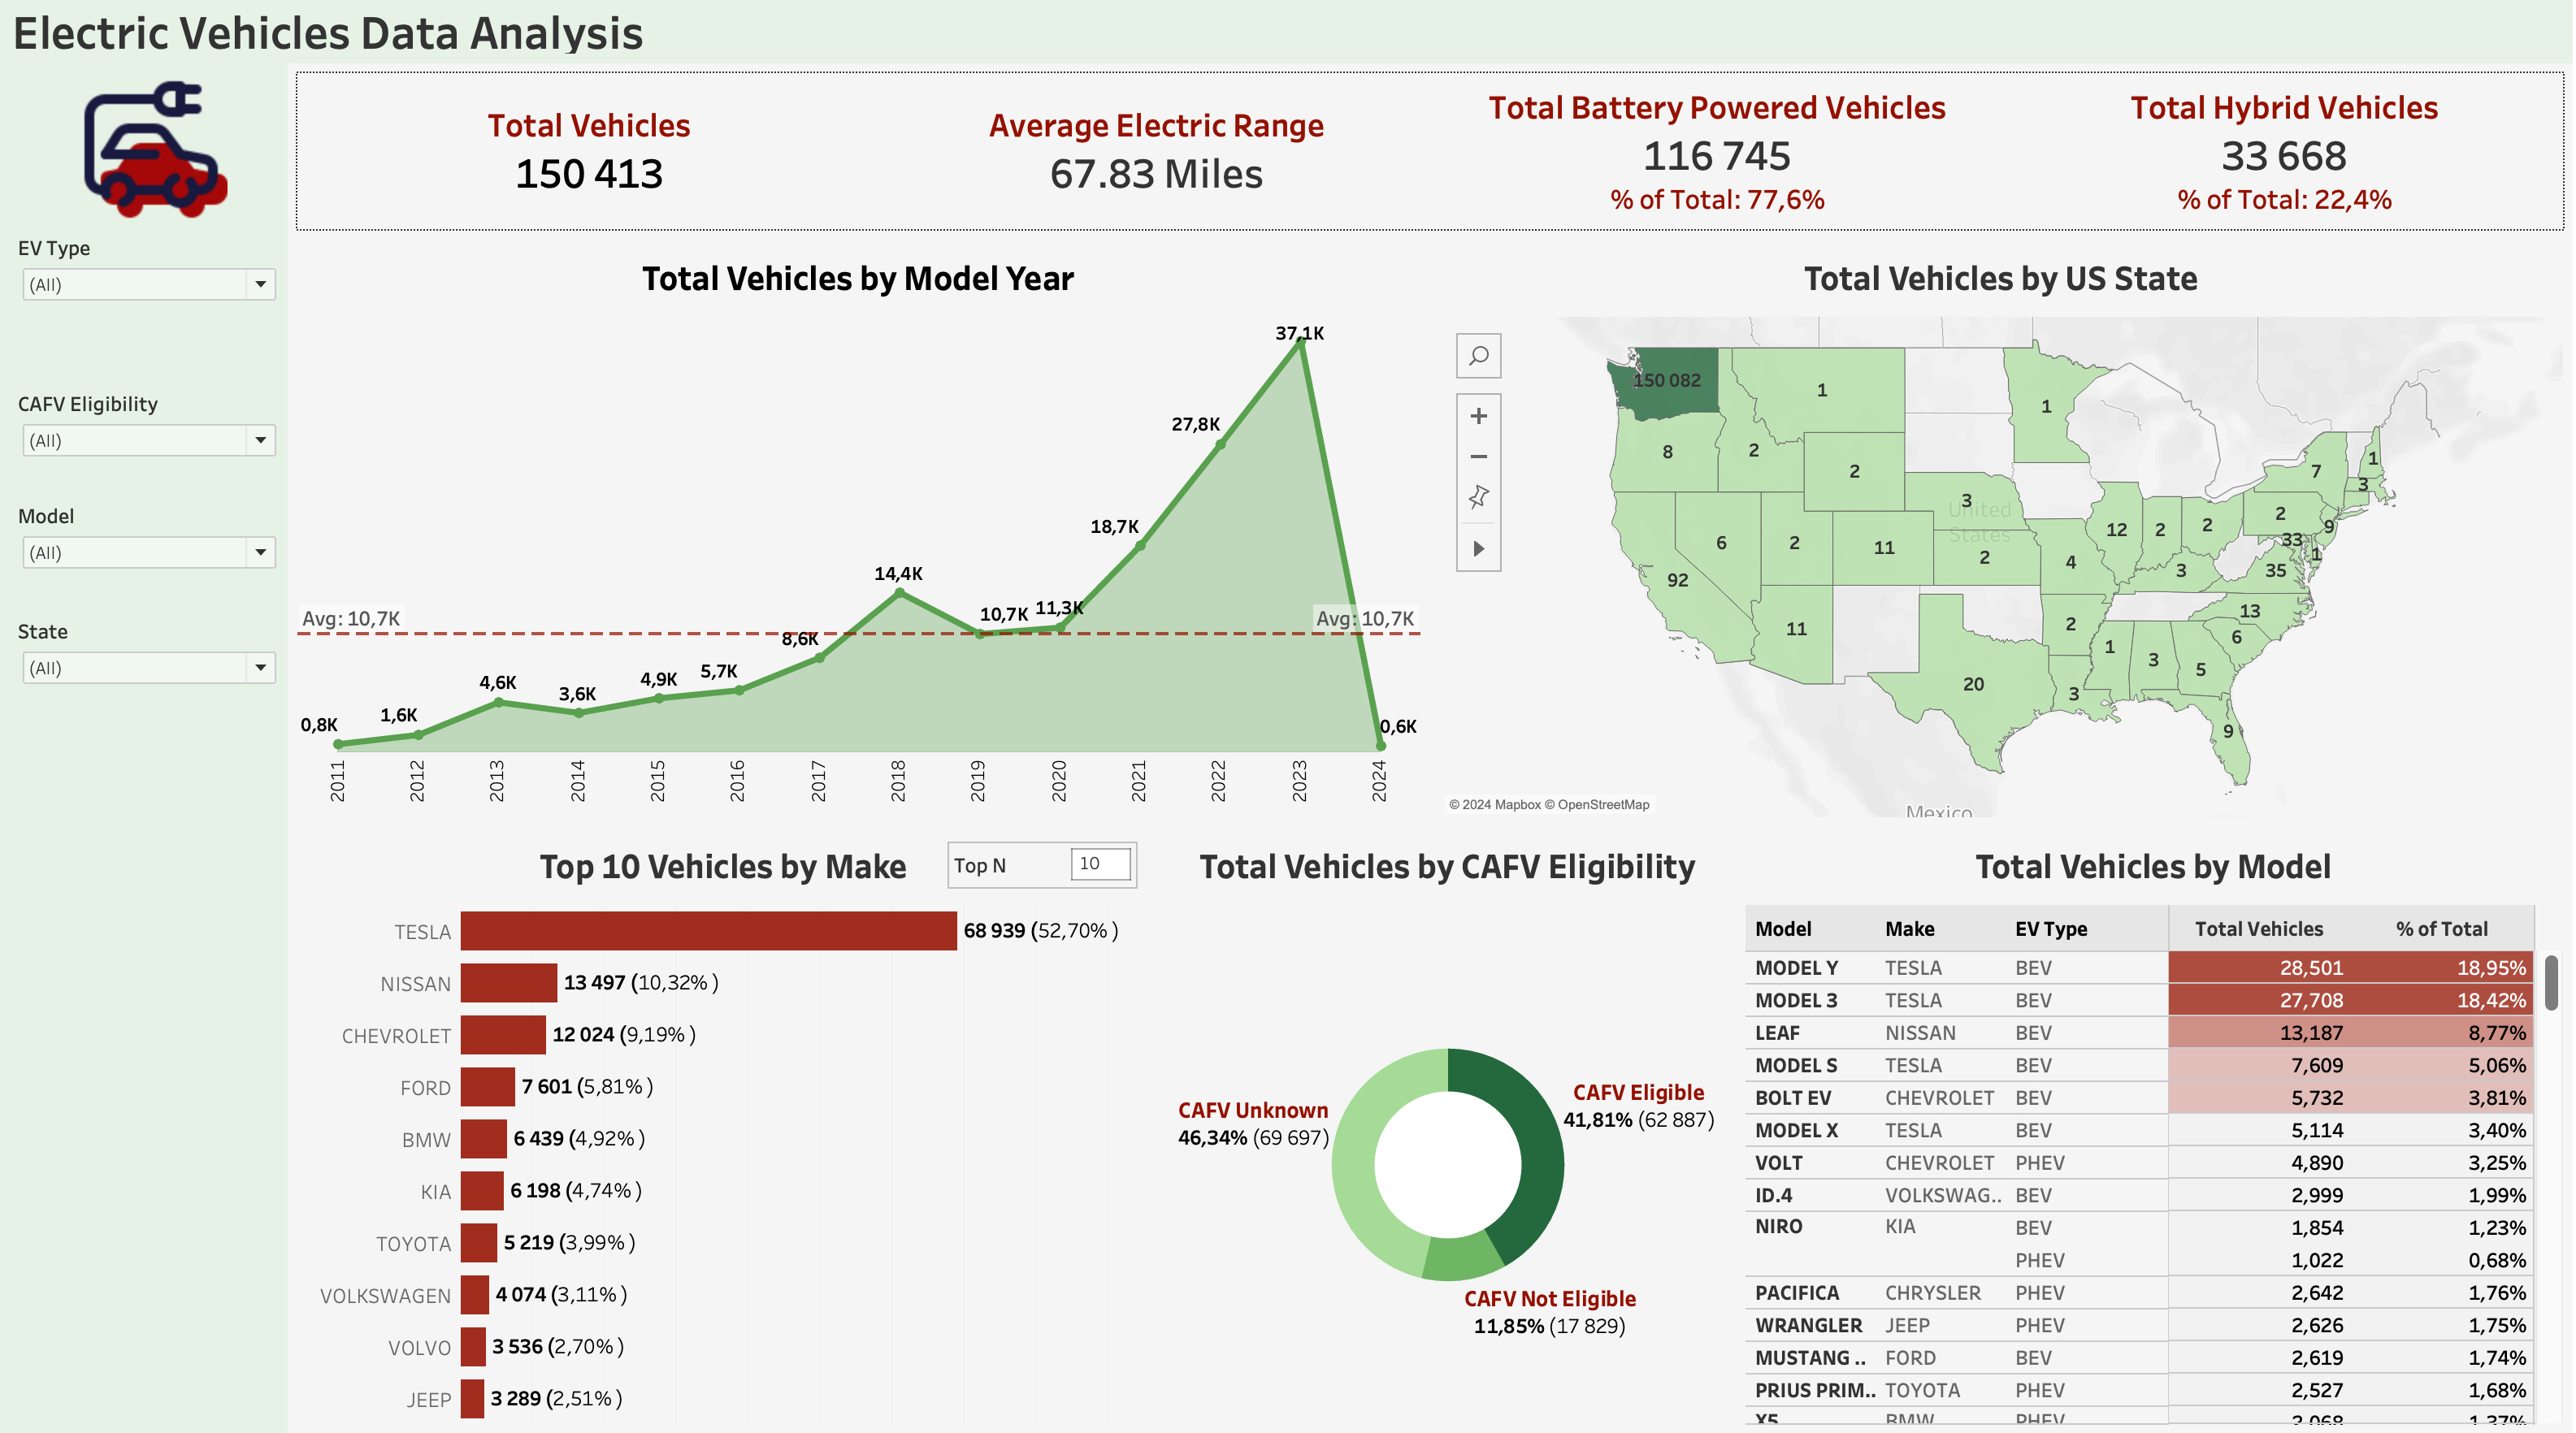 Electric Vehicles Data Analysis
EV Type
(All)
CAFV Eligibility
(All)
Model
(All)
State
(All)
Total Vehicles
150 413
Average Electric Range
67.83 Miles
Total Battery Powered Vehicles
116 745
% of Total: 77,6%
Total Hybrid Vehicles
33 668
% of Total: 22,4%
Total Vehicles by Model Year
37,1K
27,8K
18,7K
14,4K
10,7K 11,3K
Avg: 10,7K
Avg: 10,7K
8,6K
5,7K
4,9K
4,6K
3,6K
1,6K
0,8K
0,6K
2011 2012 2013 2014 2015 2016 2017 2018 2019 2020 2021 2022 2023 2024
Total Vehicles by US State
150 082
1
1
8
2
2
7
1
3
3
United
States
12
2
2
2
9
33
1
6
2
11
2
4
3
35
92
11
2
13
6
1
3
5
20
3
9
© 2024 Mapbox © OpenStreetMap
Mexico
Top 10 Vehicles by Make
Top N
10
TESLA 68 939 (52,70% )
NISSAN 13 497 (10,32% )
CHEVROLET 12 024 (9,19% )
FORD 7 601 (5,81% )
BMW 6 439 (4,92% )
KIA 6 198 (4,74% )
TOYOTA 5 219 (3,99% )
VOLKSWAGEN 4 074 (3,11% )
VOLVO 3 536 (2,70% )
JEEP 3 289 (2,51% )
Total Vehicles by CAFV Eligibility
CAFV Unknown
46,34% (69 697)
CAFV Eligible
41,81% (62 887)
CAFV Not Eligible
11,85% (17 829)
Total Vehicles by Model
Model Make EV Type Total Vehicles % of Total
MODEL Y TESLA BEV 28,501 18,95%
MODEL 3 TESLA BEV 27,708 18,42%
LEAF NISSAN BEV 13,187 8,77%
MODEL S TESLA BEV 7,609 5,06%
BOLT EV CHEVROLET BEV 5,732 3,81%
MODEL X TESLA BEV 5,114 3,40%
VOLT CHEVROLET PHEV 4,890 3,25%
ID.4 VOLKSWAG.. BEV 2,999 1,99%
NIRO KIA BEV 1,854 1,23%
PHEV 1,022 0,68%
PACIFICA CHRYSLER PHEV 2,642 1,76%
WRANGLER JEEP PHEV 2,626 1,75%
MUSTANG .. FORD BEV 2,619 1,74%
PRIUS PRIM.. TOYOTA PHEV 2,527 1,68%
X5 BMW PHEV 2,068 1,37%